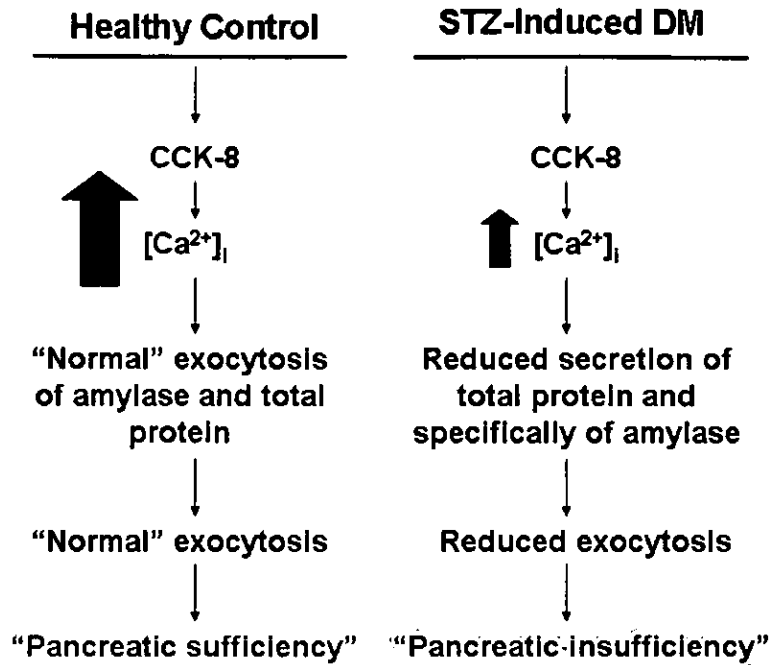 Healthy Control
CCK-8
[Ca²⁺]ᵢ
“Normal” exocytosis
of amylase and total
protein
“Normal” exocytosis
“Pancreatic sufficiency”
STZ-Induced DM
CCK-8
[Ca²⁺]ᵢ
Reduced secretion of
total protein and
specifically of amylase
Reduced exocytosis
“Pancreatic-insufficiency”